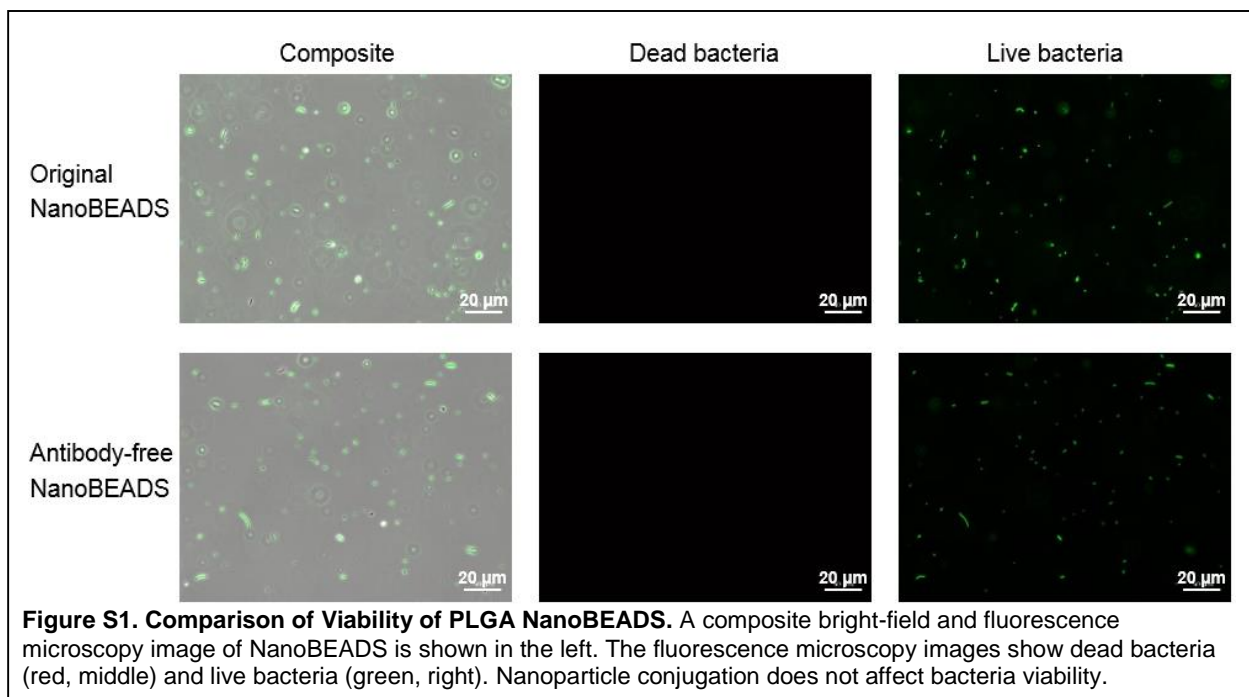 Composite Dead bacteria Live bacteria
Original
NanoBEADS
20 µm 20 µm 20 µm
Antibody-free
NanoBEADS
20 µm 20 µm 20 µm
Figure S1. Comparison of Viability of PLGA NanoBEADS. A composite bright-field and fluorescence
microscopy image of NanoBEADS is shown in the left. The fluorescence microscopy images show dead bacteria
(red, middle) and live bacteria (green, right). Nanoparticle conjugation does not affect bacteria viability.